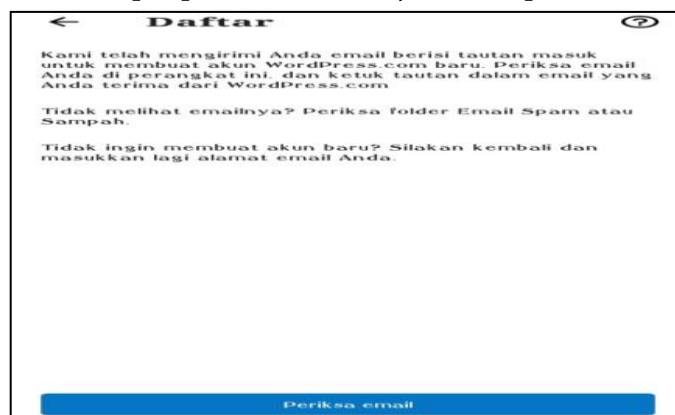 Daftar
Kami telah mengirimi Anda email berisi tautan masuk
untuk membuat akun WordPress.com baru. Periksa email
Anda di perangkat ini, dan ketuk tautan dalam email yang
Anda terima dari WordPress.com
Tidak melihat emailnya? Periksa folder Email Spam atau
Sampah.
Tidak ingin membuat akun baru? Silakan kembali dan
masukkan lagi alamat email Anda.
Periksa email